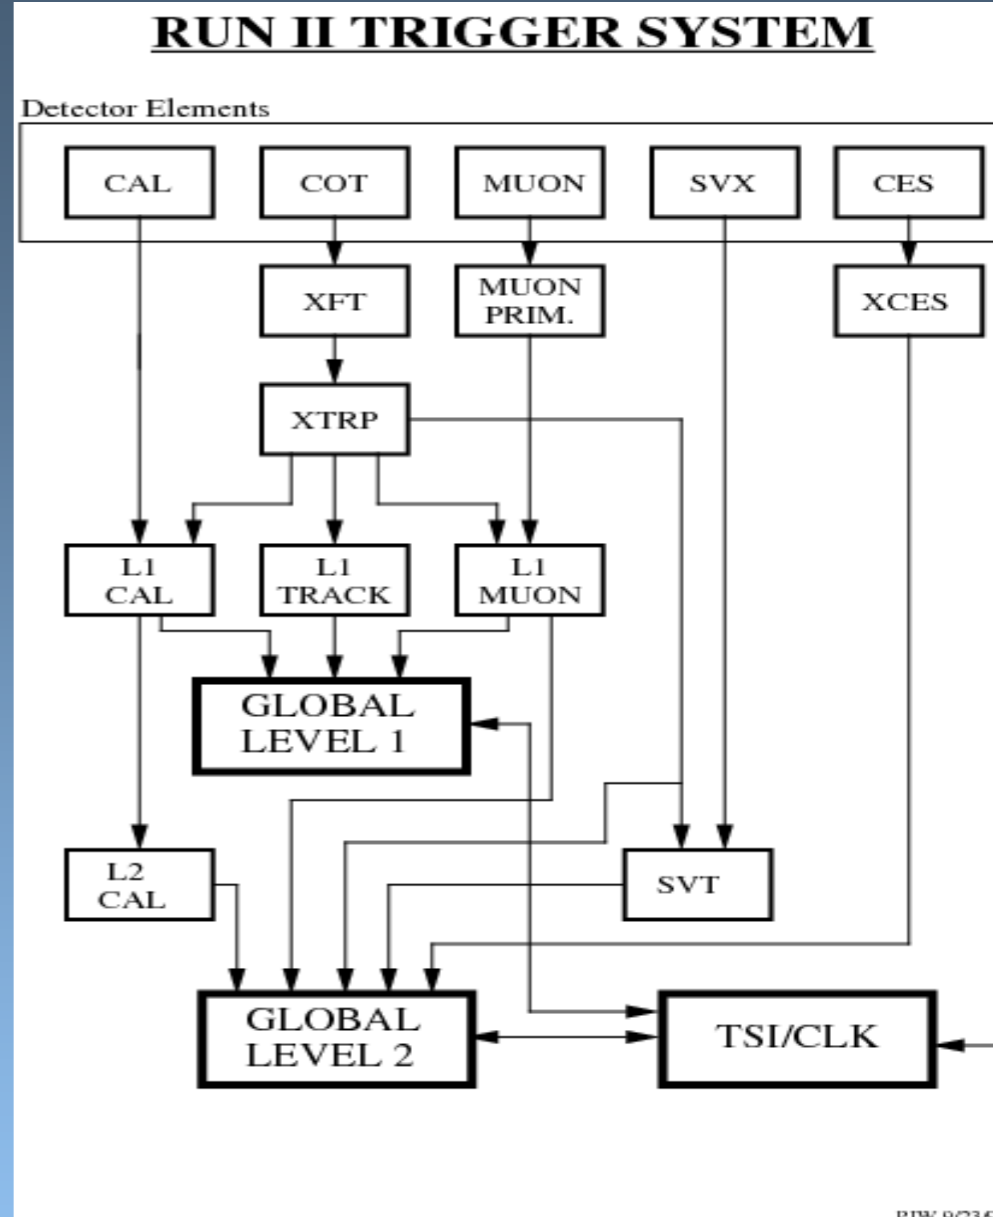 RUN II TRIGGER SYSTEM
Detector Elements
CAL
COT
MUON
SVX
CES
XFT
MUON
PRIM.
XCES
XTRP
L1
CAL
L1
TRACK
L1
MUON
GLOBAL
LEVEL 1
L2
CAL
SVT
GLOBAL
LEVEL 2
TSI/CLK